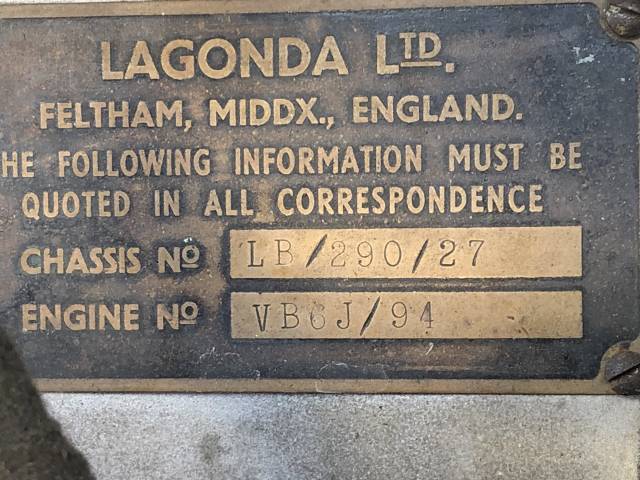 LAGONDA LTD.
FELTHAM, MIDDX., ENGLAND.
HE FOLLOWING INFORMATION MUST BE
QUOTED IN ALL CORRESPONDENCE
CHASSIS Nº LB/290/27
ENGINE Nº VB6J/94